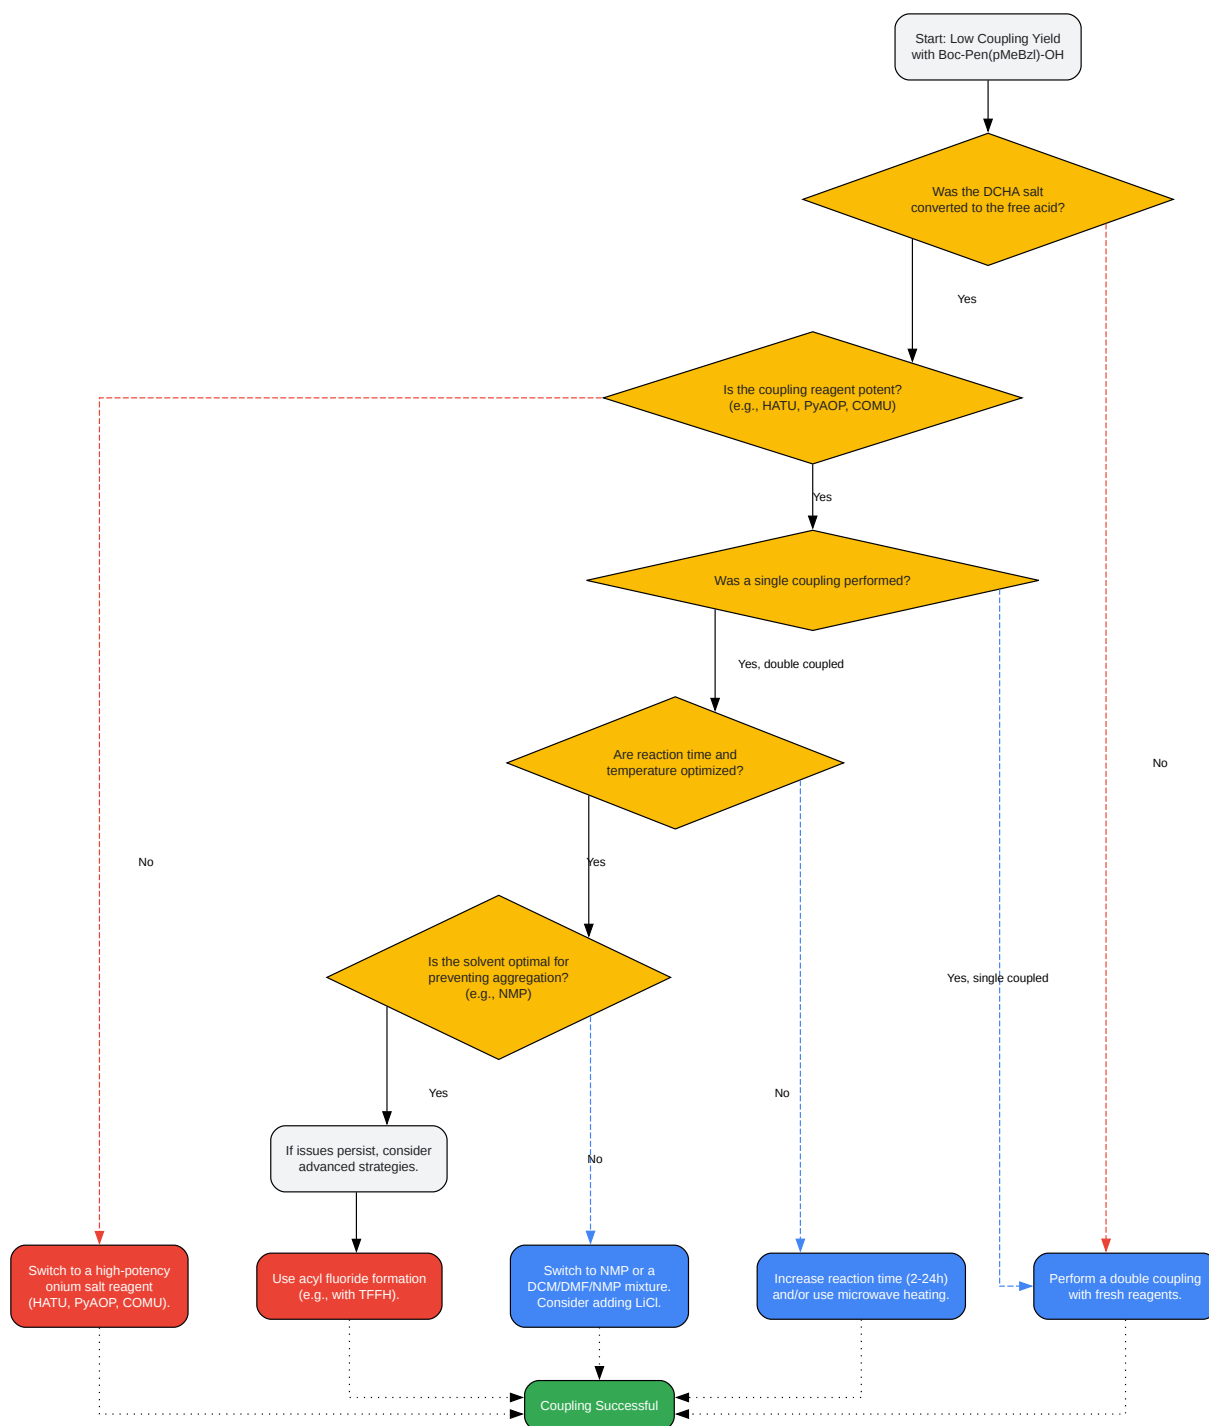 Start: Low Coupling Yield
with Boc-Pen(pMeBzl)-OH
Was the DCHA salt
converted to the free acid?
Yes
Is the coupling reagent potent?
(e.g., HATU, PyAOP, COMU)
Yes
Was a single coupling performed?
Yes, double coupled
Are reaction time and
temperature optimized?
No
No
Yes
Is the solvent optimal for
preventing aggregation?
(e.g., NMP)
Yes, single coupled
Yes
No
If issues persist, consider
advanced strategies.
No
Switch to a high-potency
onium salt reagent
(HATU, PyAOP, COMU).
Use acyl fluoride formation
(e.g., with TFFH).
Switch to NMP or a
DCM/DMF/NMP mixture.
Consider adding LiCl.
Increase reaction time (2-24h)
and/or use microwave heating.
Perform a double coupling
with fresh reagents.
Coupling Successful